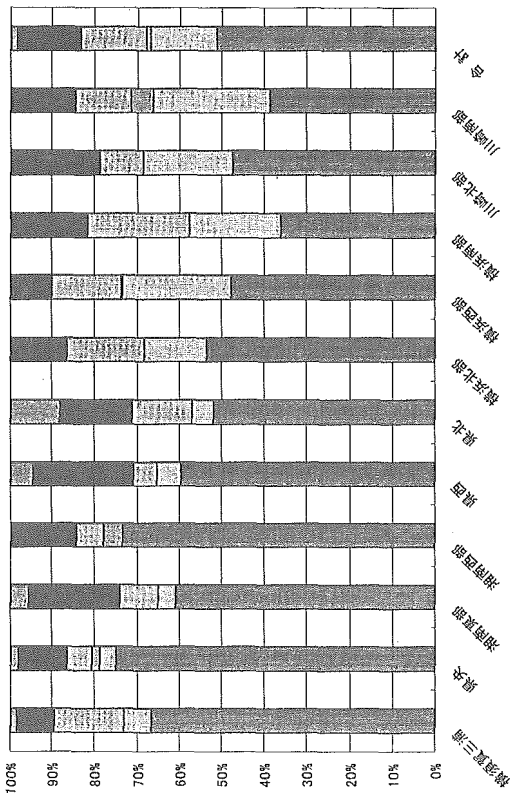 100%
90%
80%
70%
60%
50%
40%
30%
20%
10%
0%
横須賀三浦
県央
湘南東部
湘南西部
県西
県北
横浜北部
横浜西部
横浜南部
川崎北部
川崎南部
合計